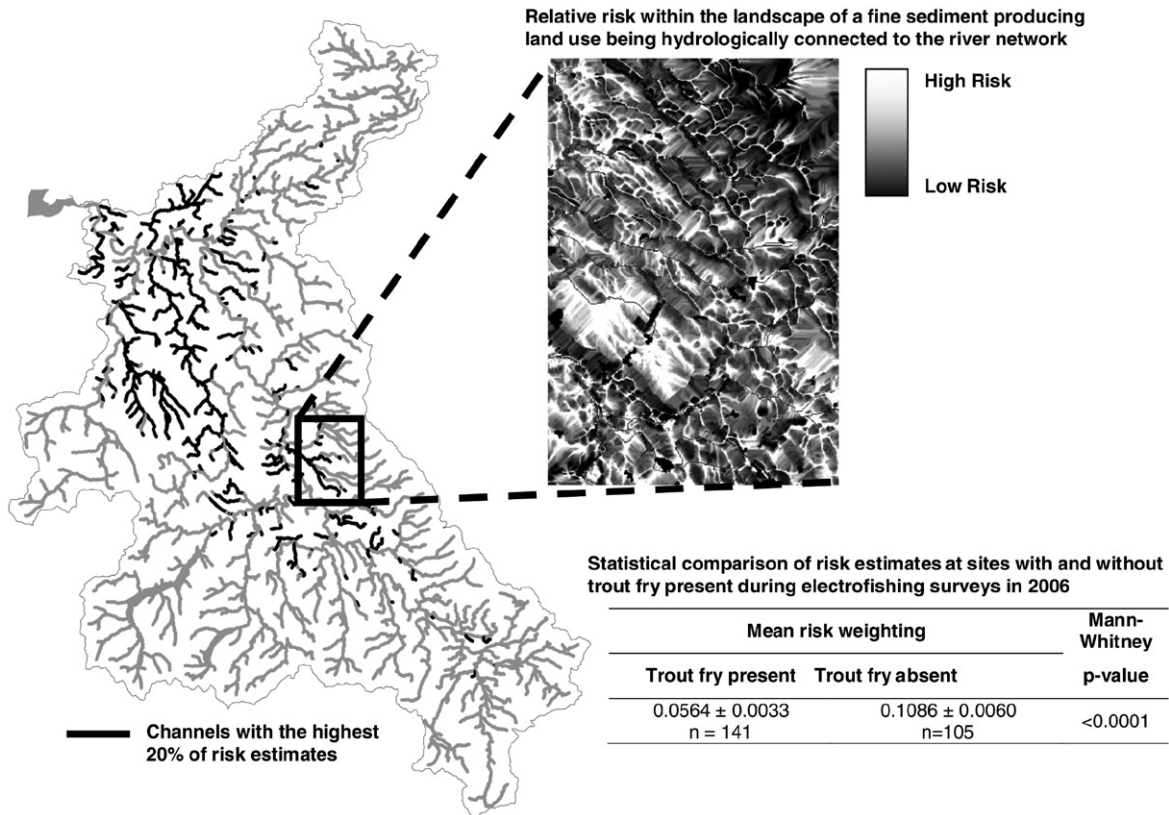 Relative risk within the landscape of a fine sediment producing
land use being hydrologically connected to the river network
High Risk
Low Risk
Statistical comparison of risk estimates at sites with and without
trout fry present during electrofishing surveys in 2006
Mean risk weighting
Mann-
Whitney
Trout fry present Trout fry absent p-value
0.0564 ± 0.0033 0.1086 ± 0.0060 <0.0001
n = 141 n=105
Channels with the highest
20% of risk estimates